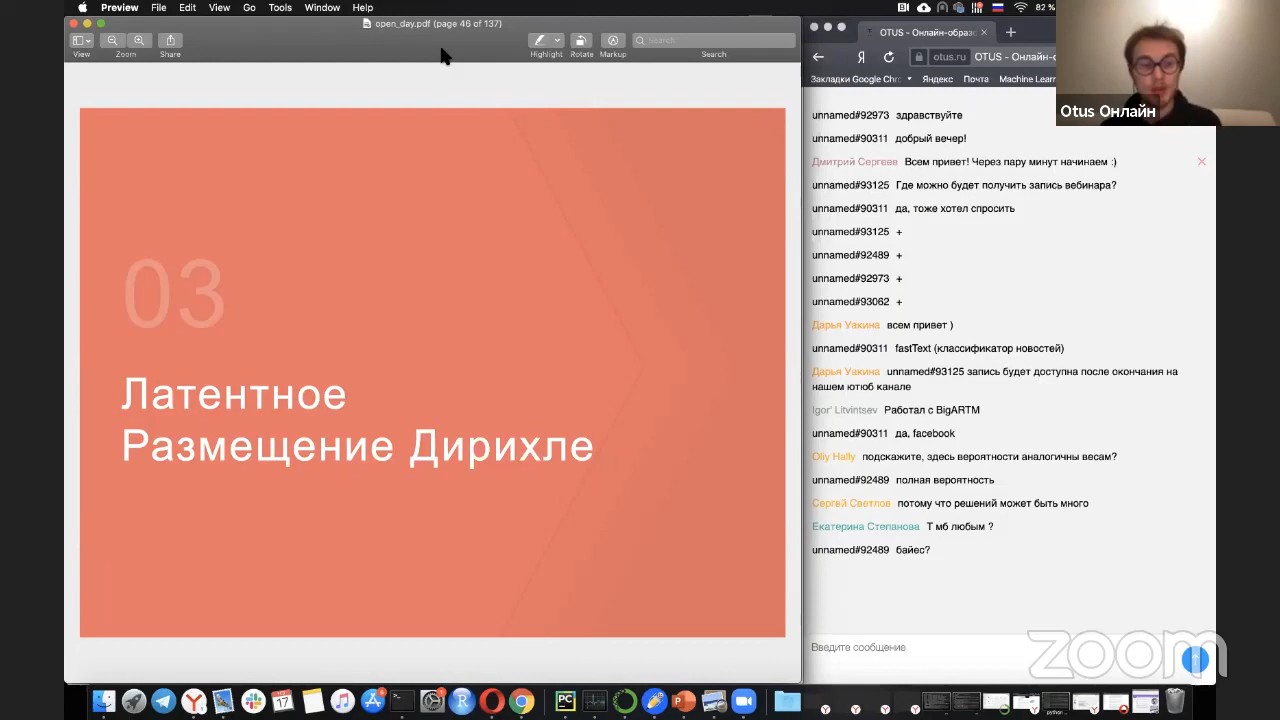 Preview File Edit View Go Tools Window Help
82 %
open_day.pdf (page 46 of 137)
View Zoom Share Highlight Rotate Markup Search
Search
03
Латентное
Размещение Дирихле
OTUS - Онлайн-образо
otus.ru OTUS - Онлайн-о
Закладки Google Chr Яндекс Почта Machine Learn
Otus Онлайн
unnamed#92973 здравствуйте
unnamed#90311 добрый вечер!
Дмитрий Сергеев Всем привет! Через пару минут начинаем :)
unnamed#93125 Где можно будет получить запись вебинара?
unnamed#90311 да, тоже хотел спросить
unnamed#93125 +
unnamed#92489 +
unnamed#92973 +
unnamed#93062 +
Дарья Уакина всем привет )
unnamed#90311 fastText (классификатор новостей)
Дарья Уакина unnamed#93125 запись будет доступна после окончания на
нашем ютюб канале
Igor' Litvintsev Работал с BigARTM
unnamed#90311 да, facebook
Oliy Hally подскажите, здесь вероятности аналогичны весам?
unnamed#92489 полная вероятность
Сергей Светлов потому что решений может быть много
Екатерина Степанова Т мб любым ?
unnamed#92489 байес?
Введите сообщение
zoom